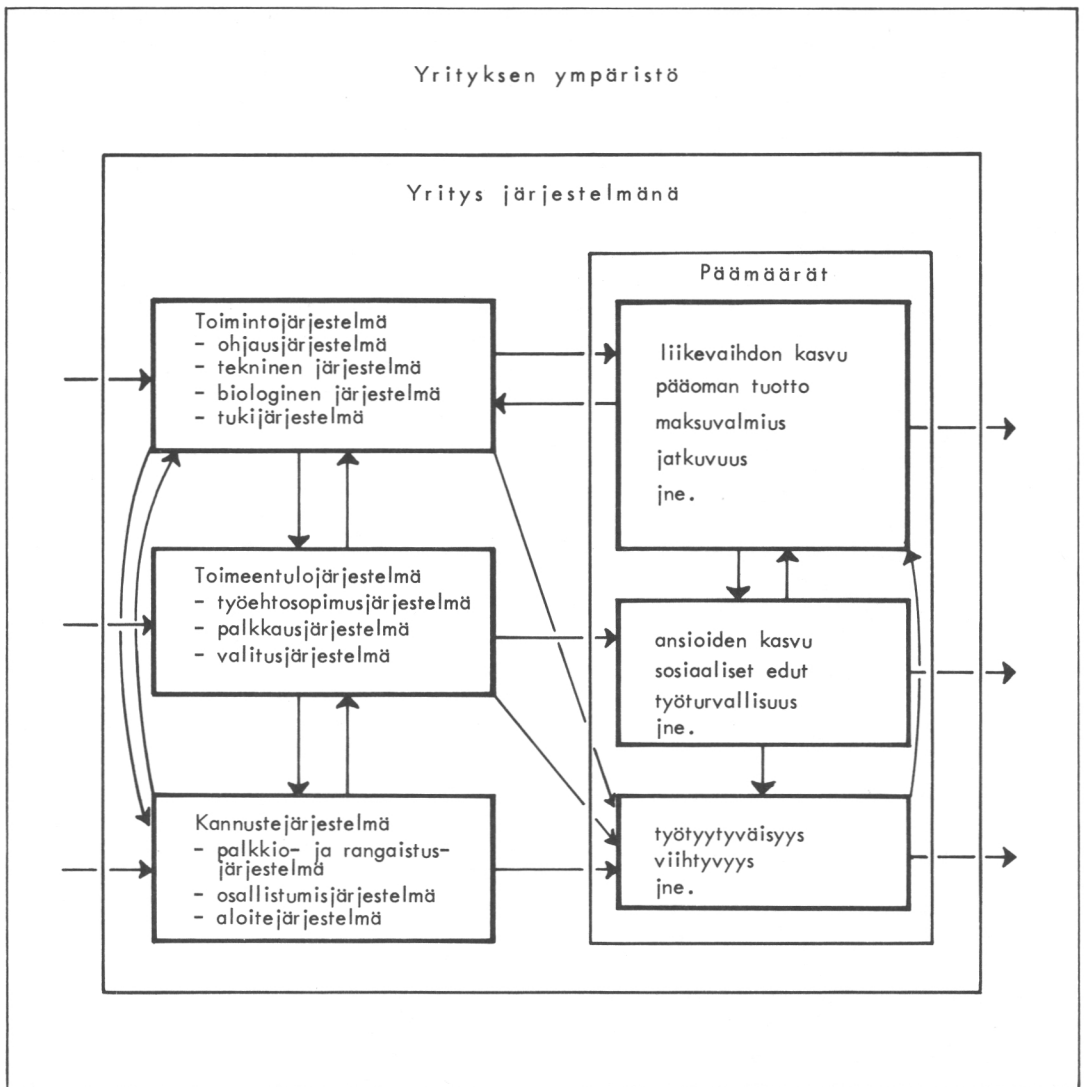 Yrityksen ympäristö
Yritys järjestelmänä
Toimintojärjestelmä
- ohjausjärjestelmä
- tekninen järjestelmä
- biologinen järjestelmä
- tukijärjestelmä
Toimeentulojärjestelmä
- työehtosopimusjärjestelmä
- palkkausjärjestelmä
- valitusjärjestelmä
Kannustejärjestelmä
- palkkio- ja rangaistus-
järjestelmä
- osallistumisjärjestelmä
- aloitejärjestelmä
Päämäärät
liikevaihdon kasvu
pääoman tuotto
maksuvalmius
jatkuvuus
jne.
ansioiden kasvu
sosiaaliset edut
työturvallisuus
jne.
työtyytyväisyys
viihtyvyys
jne.